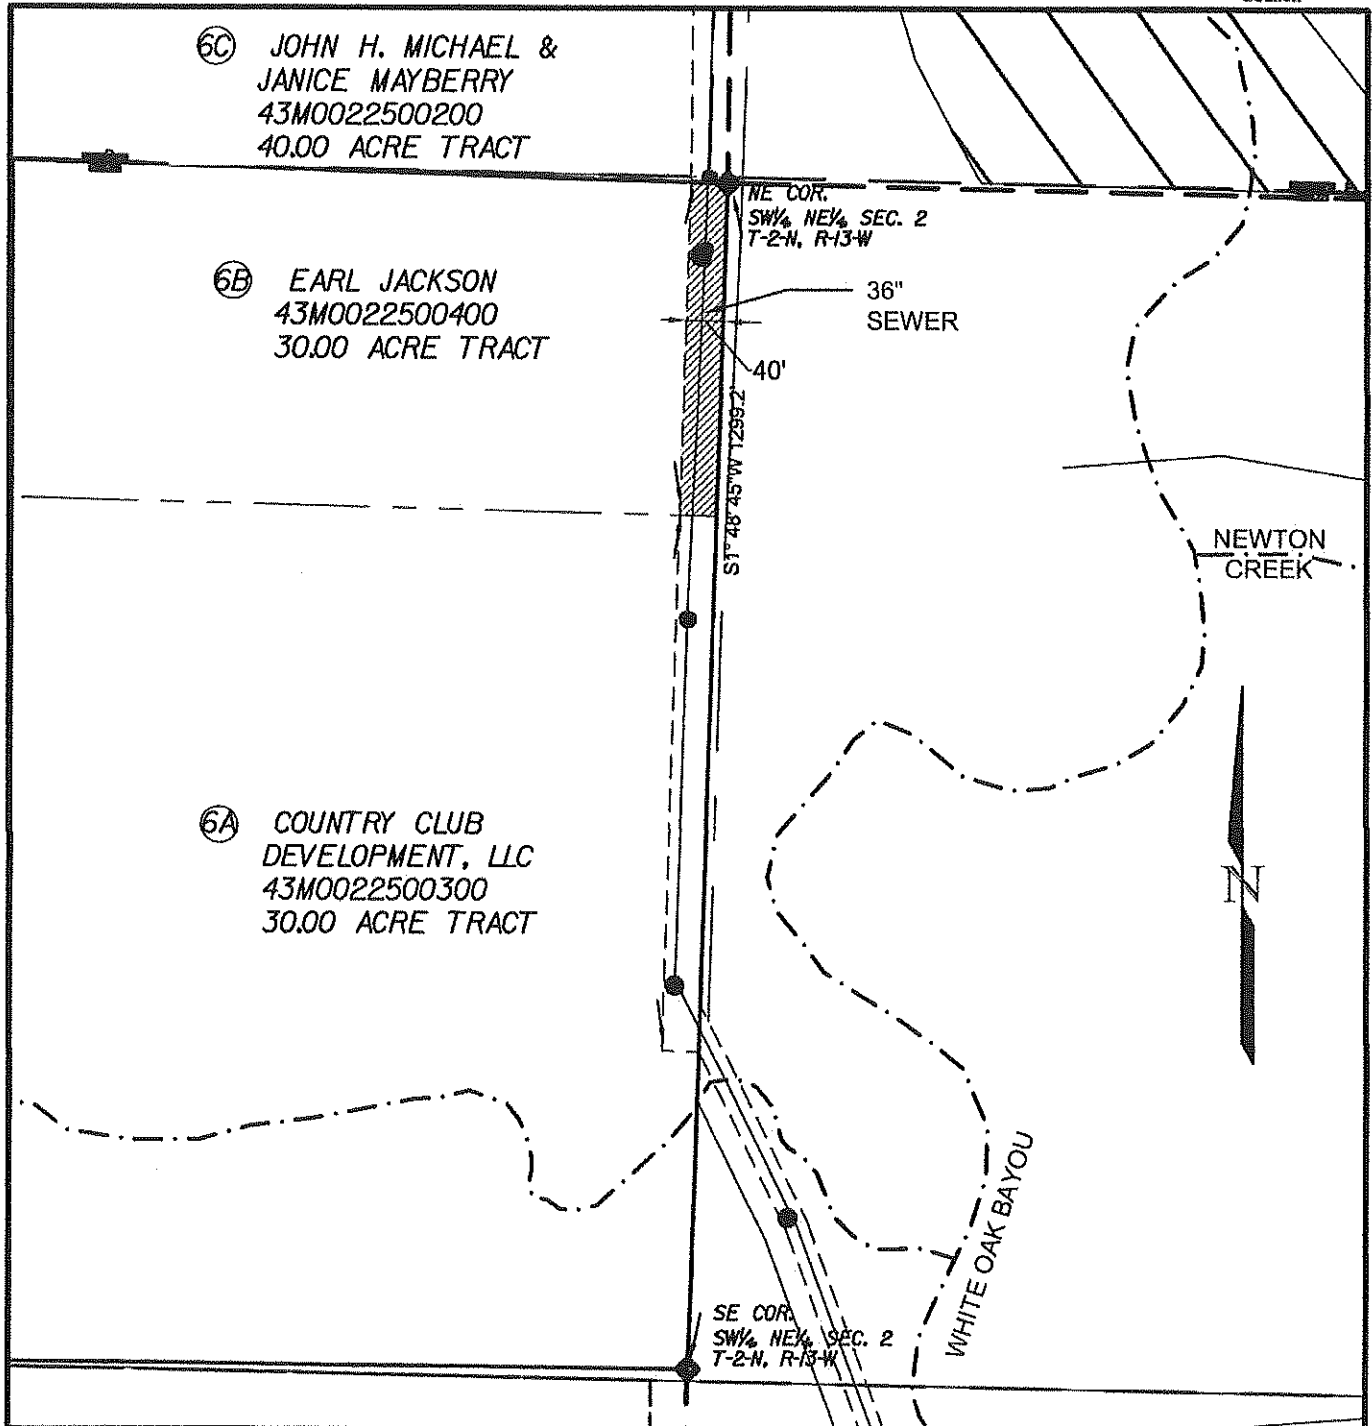 6C JOHN H. MICHAEL &
JANICE MAYBERRY
43M0022500200
40.00 ACRE TRACT
NE COR.
SW¼, NE¼, SEC. 2
T-2-N, R-13-W
6B EARL JACKSON
43M0022500400
30.00 ACRE TRACT
36"
SEWER
40'
S1° 48' 45"W 1299.2'
NEWTON
CREEK
6A COUNTRY CLUB
DEVELOPMENT, LLC
43M0022500300
30.00 ACRE TRACT
N
WHITE OAK BAYOU
SE COR.
SW¼, NE¼, SEC. 2
T-2-N, R-13-W